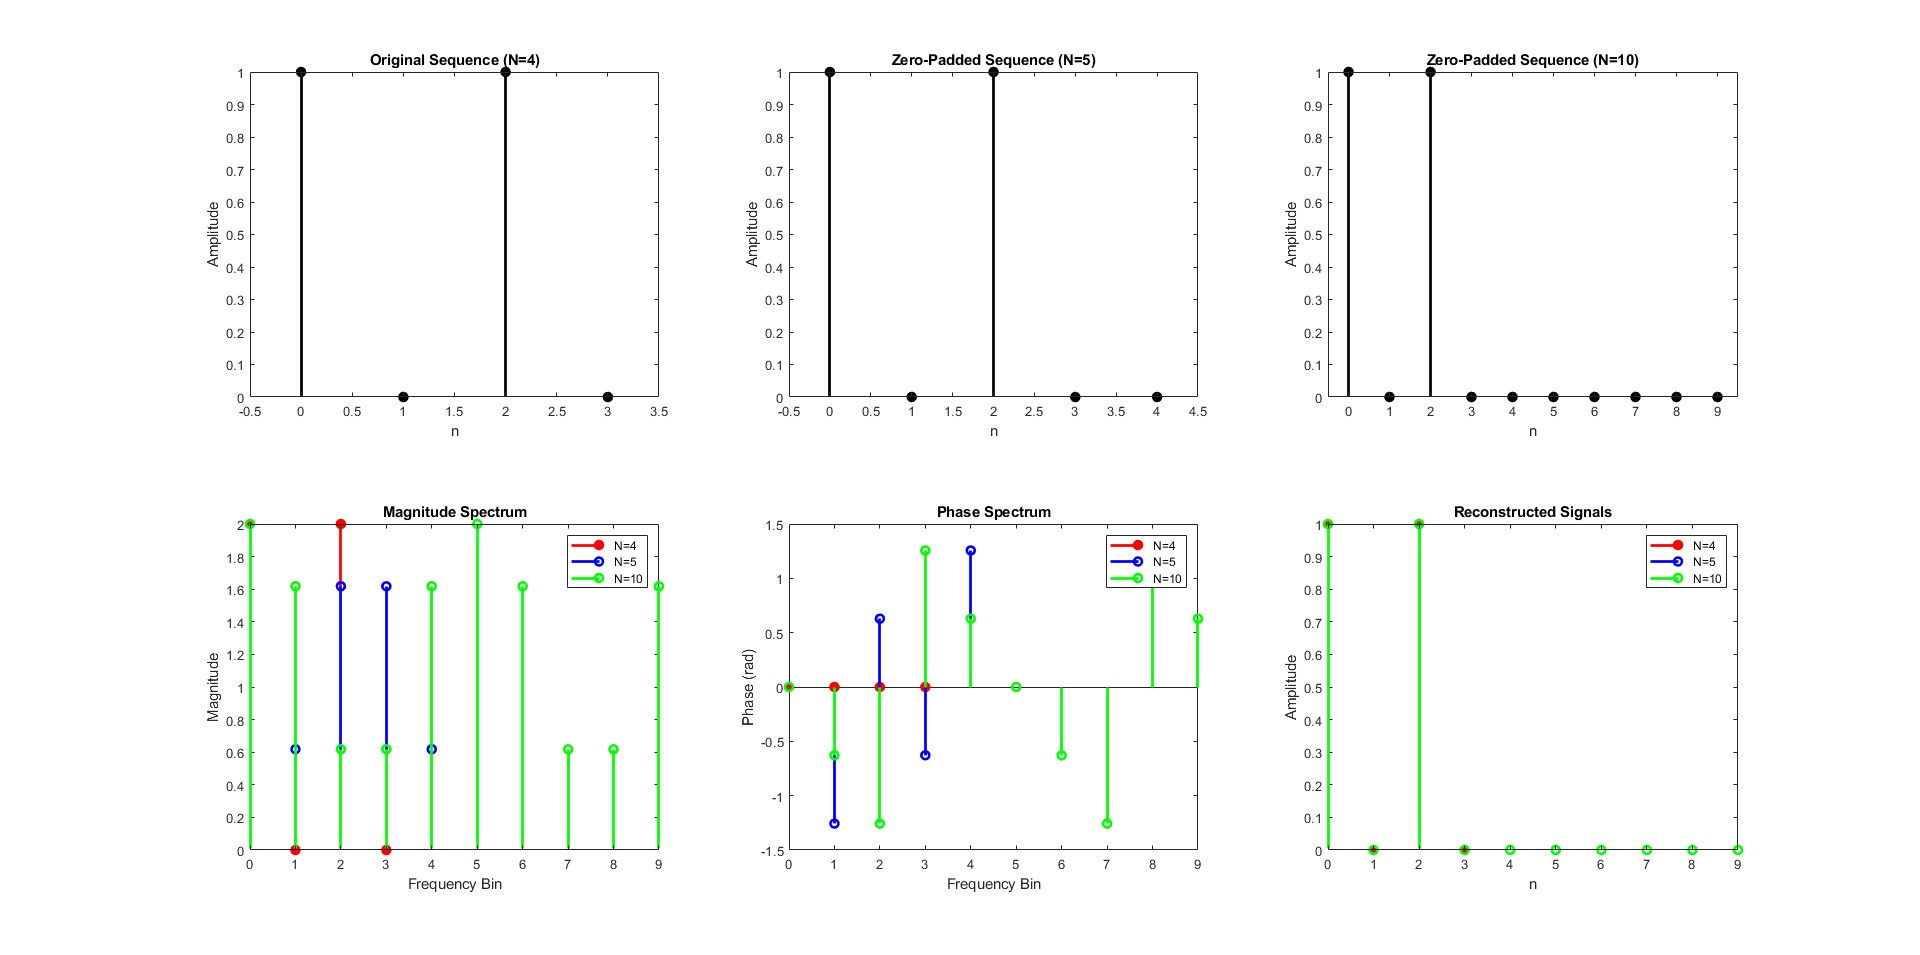 Original Sequence (N=4)
1
0.9
0.8
0.7
0.6
0.5
0.4
0.3
0.2
0.1
0
Amplitude
-0.5 0 0.5 1 1.5 2 2.5 3 3.5
n
Zero-Padded Sequence (N=5)
1
0.9
0.8
0.7
0.6
0.5
0.4
0.3
0.2
0.1
0
Amplitude
-0.5 0 0.5 1 1.5 2 2.5 3 3.5 4 4.5
n
Zero-Padded Sequence (N=10)
1
0.9
0.8
0.7
0.6
0.5
0.4
0.3
0.2
0.1
0
Amplitude
0 1 2 3 4 5 6 7 8 9
n
Magnitude Spectrum
2
1.8
1.6
1.4
1.2
1
0.8
0.6
0.4
0.2
0
Magnitude
N=4
N=5
N=10
0 1 2 3 4 5 6 7 8 9
Frequency Bin
Phase Spectrum
1.5
1
0.5
0
-0.5
-1
-1.5
Phase (rad)
N=4
N=5
N=10
0 1 2 3 4 5 6 7 8 9
Frequency Bin
Reconstructed Signals
1
0.9
0.8
0.7
0.6
0.5
0.4
0.3
0.2
0.1
0
Amplitude
N=4
N=5
N=10
0 1 2 3 4 5 6 7 8 9
n